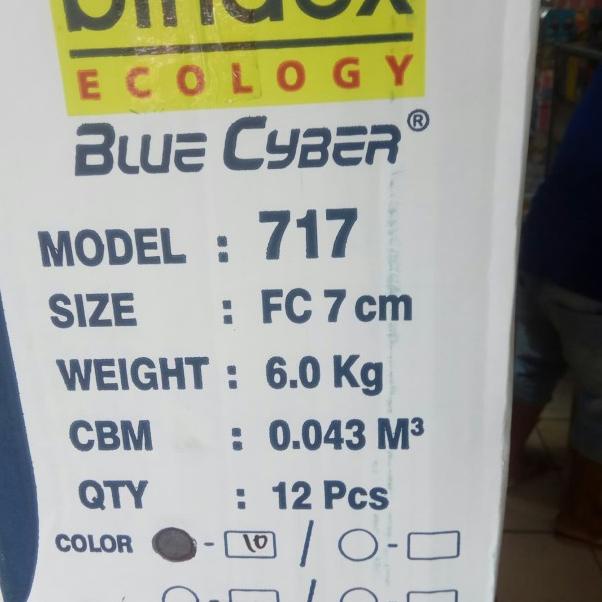 bindex
ECOLOGY
BLUE CYBER®
MODEL : 717
SIZE : FC 7 cm
WEIGHT : 6.0 Kg
CBM : 0.043 M³
QTY : 12 Pcs
COLOR - 10 / -